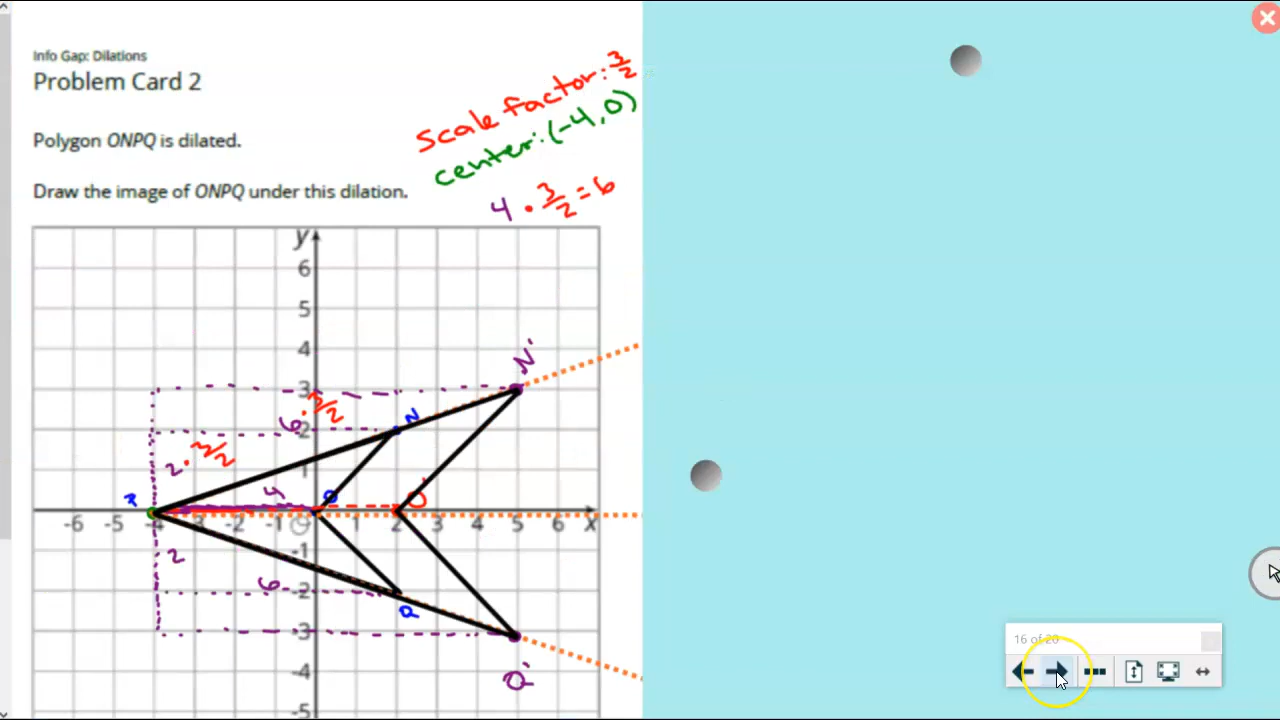 Info Gap: Dilations
Problem Card 2
Scale factor: 3/2
center: (-4, 0)
Polygon ONPQ is dilated.
Draw the image of ONPQ under this dilation.
4 • 3/2 = 6
y
6
5
4
N'
3
6 • 3/2
N
2
2 • 3/2
1
4
O
O'
P
-6 -5 -4 -3 -2 -1 O 1 2 3 4 5 6 x
-1
2
6
-2
Q
-3
Q'
-4
-5
16 of 20